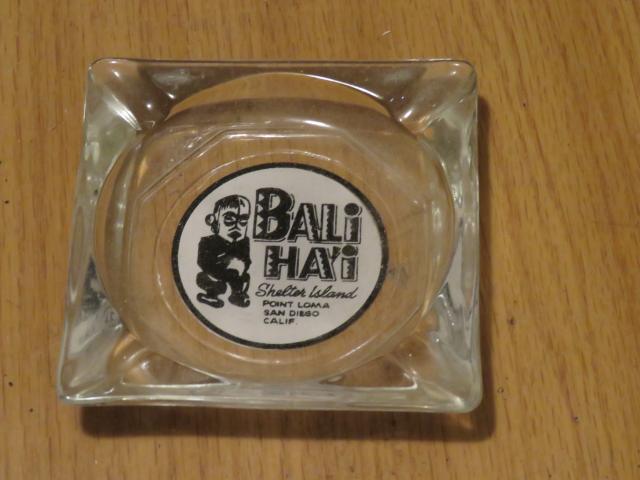 BALi
HA'i
Shelter Island
POINT LOMA
SAN DIEGO
CALIF.